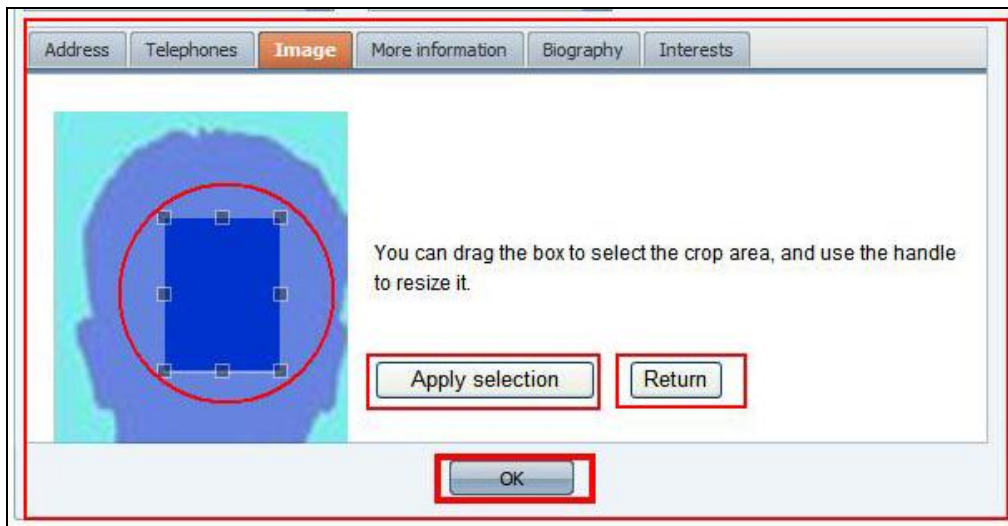 Address Telephones Image More information Biography Interests
You can drag the box to select the crop area, and use the handle
to resize it.
Apply selection Return
OK